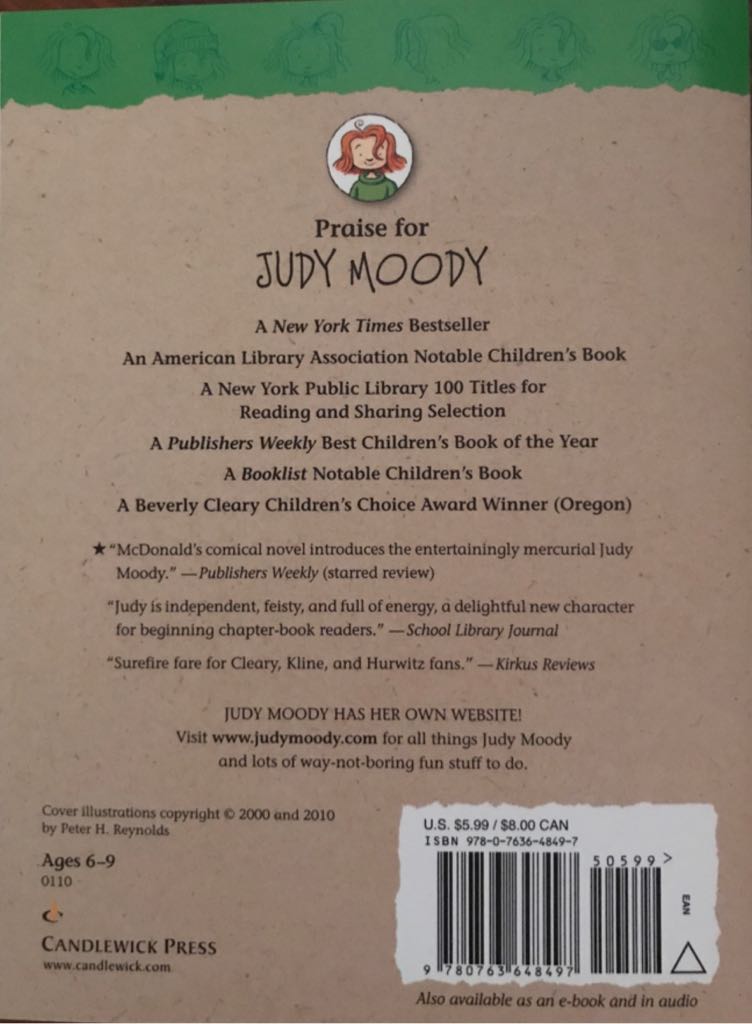 Praise for
JUDY MOODY
A New York Times Bestseller
An American Library Association Notable Children's Book
A New York Public Library 100 Titles for
Reading and Sharing Selection
A Publishers Weekly Best Children's Book of the Year
A Booklist Notable Children's Book
A Beverly Cleary Children's Choice Award Winner (Oregon)
★ “McDonald's comical novel introduces the entertainingly mercurial Judy
Moody.” —Publishers Weekly (starred review)
“Judy is independent, feisty, and full of energy, a delightful new character
for beginning chapter-book readers.” —School Library Journal
“Surefire fare for Cleary, Kline, and Hurwitz fans.” —Kirkus Reviews
JUDY MOODY HAS HER OWN WEBSITE!
Visit www.judymoody.com for all things Judy Moody
and lots of way-not-boring fun stuff to do.
Cover illustrations copyright © 2000 and 2010
by Peter H. Reynolds
Ages 6–9
0110
CANDLEWICK PRESS
www.candlewick.com
U.S. $5.99 / $8.00 CAN
ISBN 978-0-7636-4849-7
50599>
EAN
9 780763 648497
Also available as an e-book and in audio